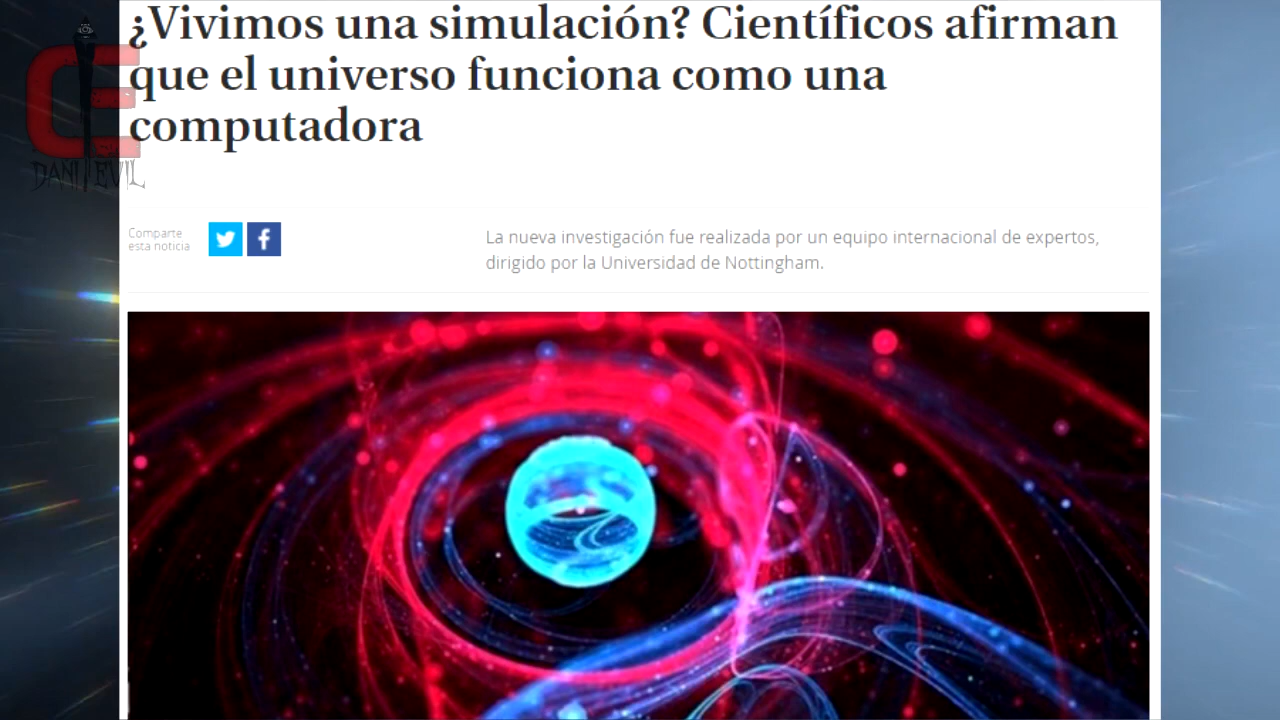 ¿Vivimos una simulación? Científicos afirman
que el universo funciona como una
computadora
DANI EVIL
Comparte
esta noticia
La nueva investigación fue realizada por un equipo internacional de expertos,
dirigido por la Universidad de Nottingham.